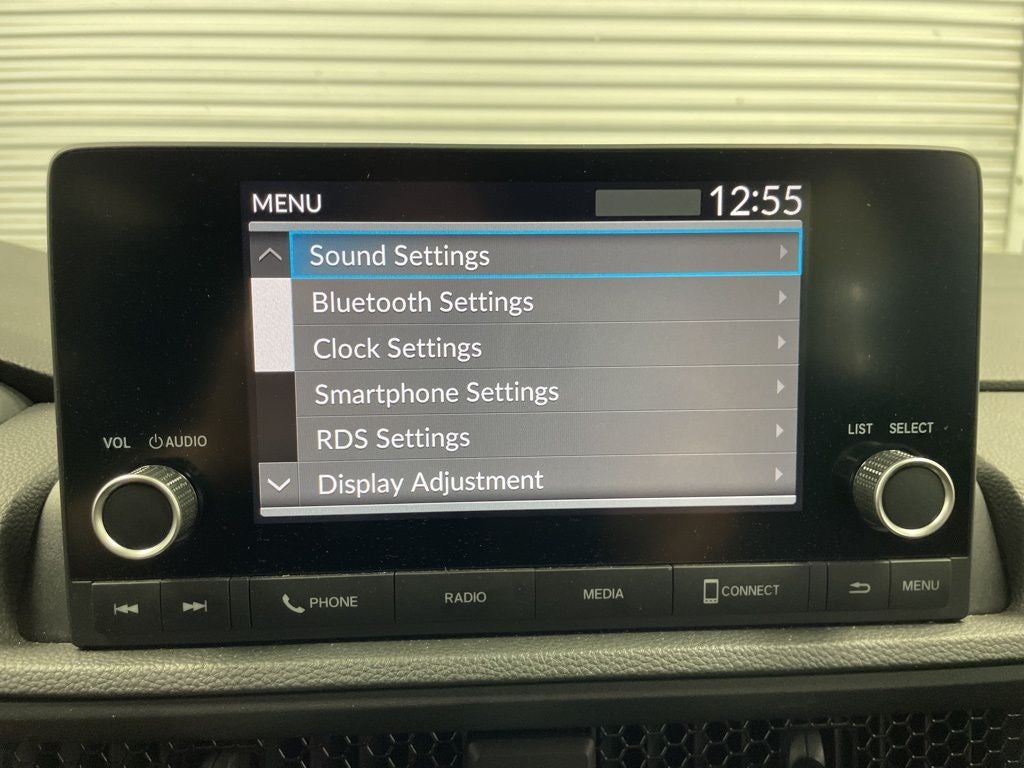 MENU 12:55
Sound Settings
Bluetooth Settings
Clock Settings
Smartphone Settings
RDS Settings
Display Adjustment
VOL AUDIO
LIST SELECT
PHONE RADIO MEDIA CONNECT MENU